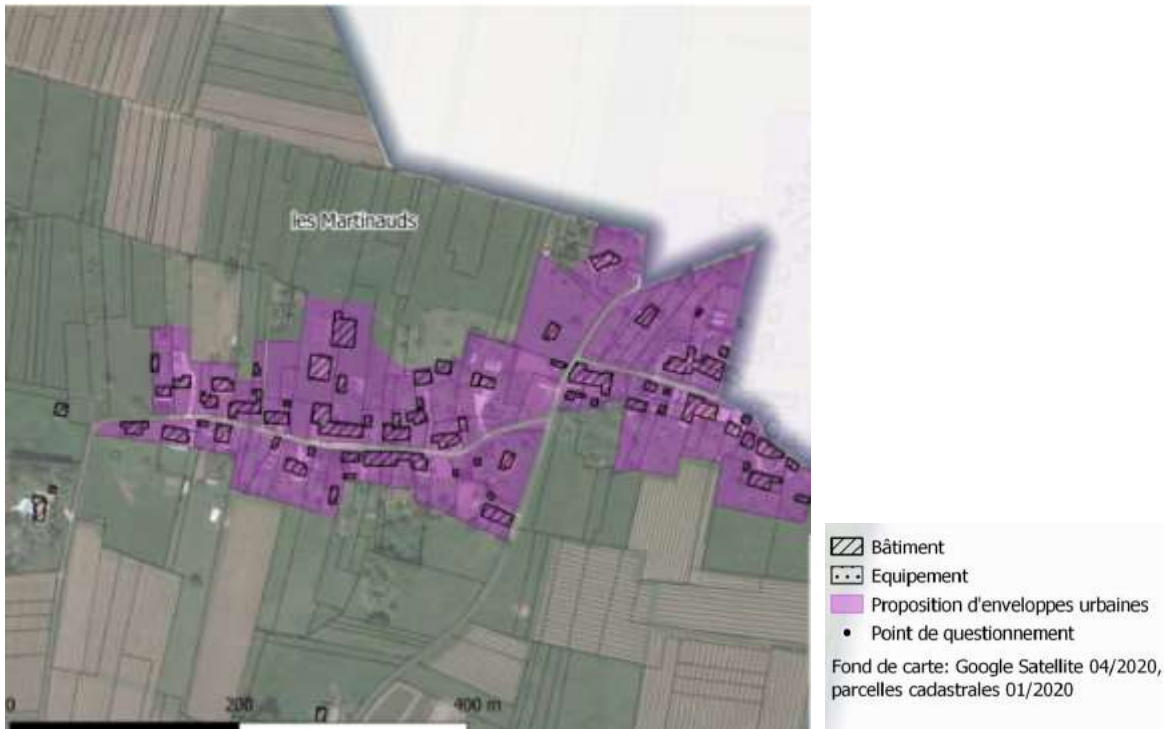 les Martinauds
0 200 400 m
Bâtiment
Equipement
Proposition d'enveloppes urbaines
Point de questionnement
Fond de carte: Google Satellite 04/2020,
parcelles cadastrales 01/2020